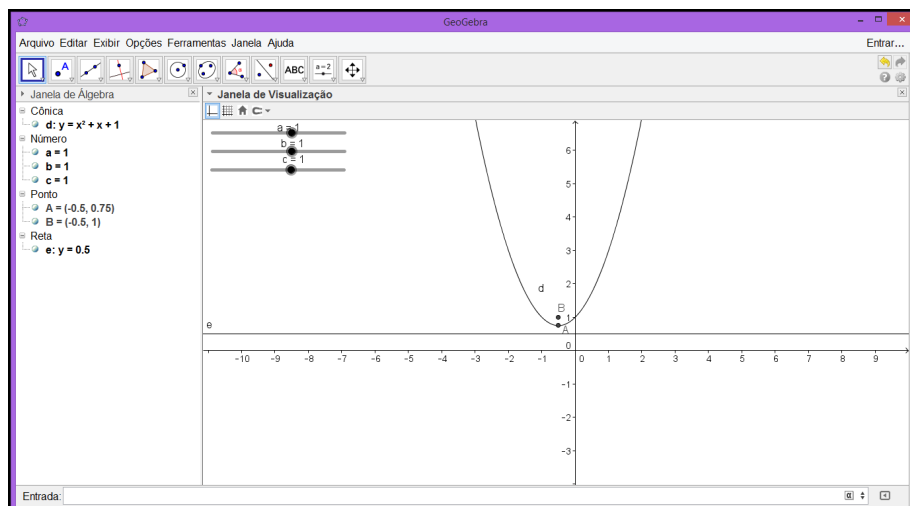 GeoGebra
Arquivo Editar Exibir Opções Ferramentas Janela Ajuda
Entrar...
ABC a=2
Janela de Álgebra
Cônica
d: y = x² + x + 1
Número
a = 1
b = 1
c = 1
Ponto
A = (-0.5, 0.75)
B = (-0.5, 1)
Reta
e: y = 0.5
Janela de Visualização
a = 1
b = 1
c = 1
6
5
4
3
d
2
B
1
A
e
0
-10 -9 -8 -7 -6 -5 -4 -3 -2 -1 0 1 2 3 4 5 6 7 8 9
-1
-2
-3
Entrada:
α